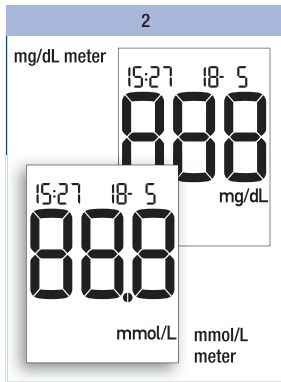 2
mg/dL meter
15:27 18- 5
888
mg/dL
15:27 18- 5
88.8
mmol/L
mmol/L
meter